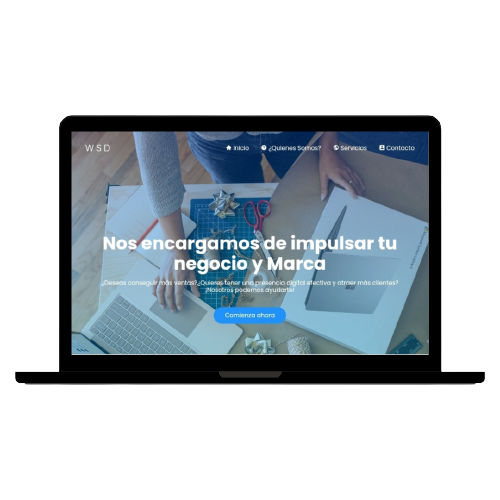 WSD
Inicio
¿Quienes Somos?
Servicios
Contacto
Nos encargamos de impulsar tu
negocio y Marca
¿Deseas conseguir más ventas?¿Quieres tener una presencia digital efectiva y atraer más clientes?
¡Nosotros podemos ayudarte!
Comienza ahora